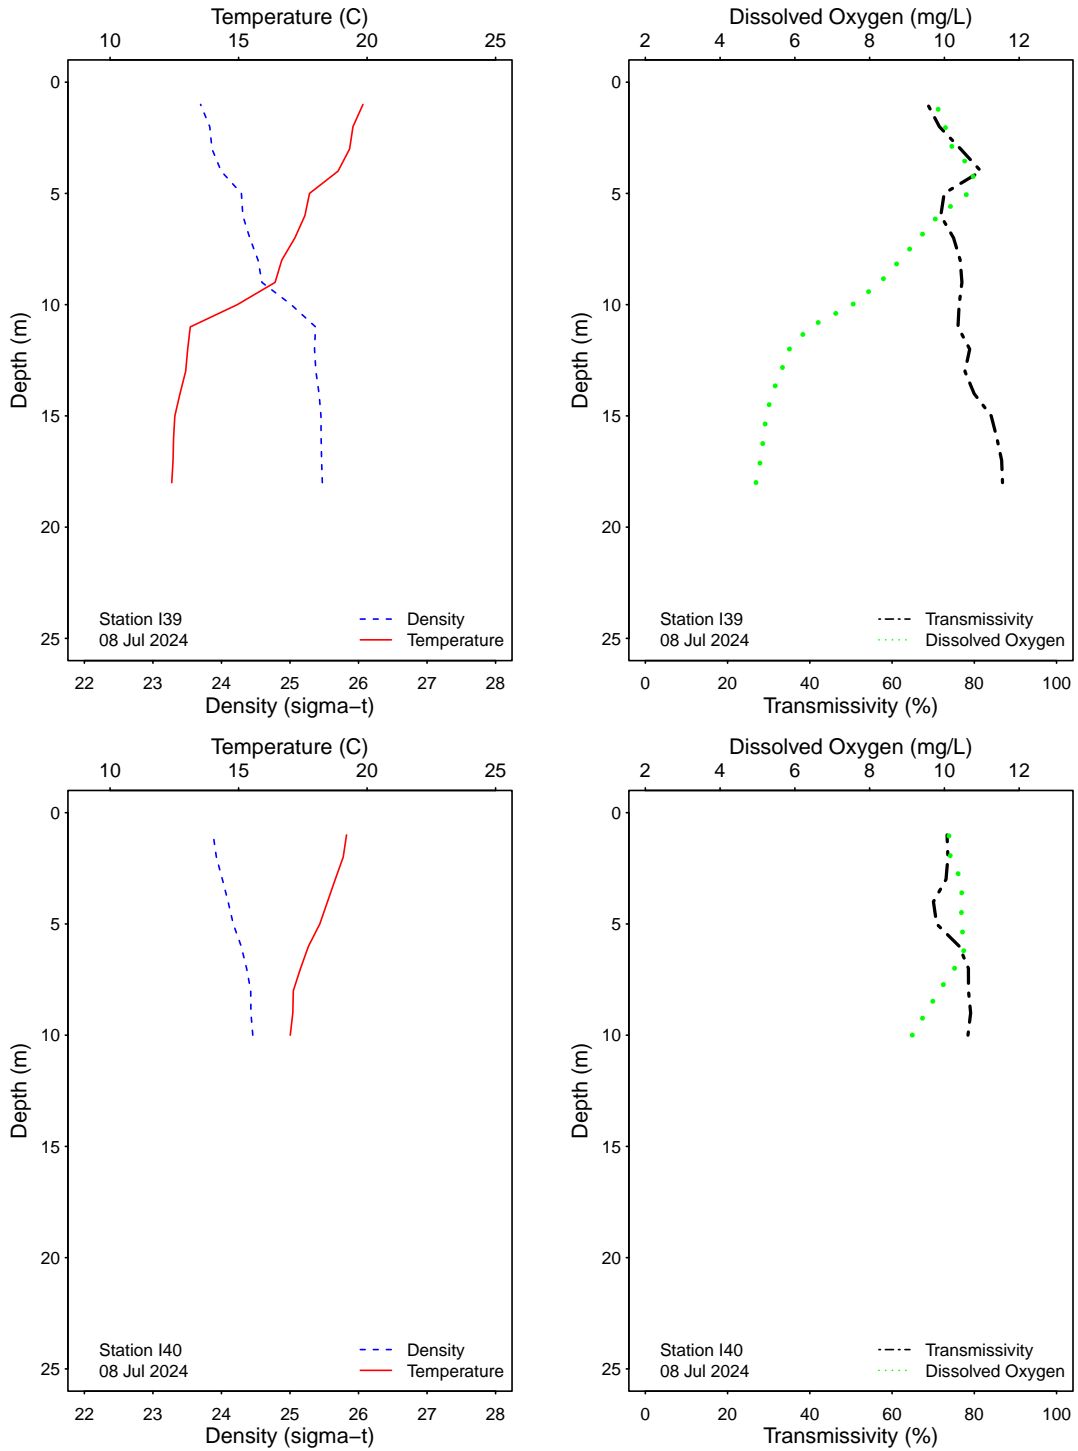 Temperature (C)
10 15 20 25
0
5
10
15
20
25
Depth (m)
Station I39
08 Jul 2024
Density
Temperature
22 23 24 25 26 27 28
Density (sigma−t)
Dissolved Oxygen (mg/L)
2 4 6 8 10 12
0
5
10
15
20
25
Depth (m)
Station I39
08 Jul 2024
Transmissivity
Dissolved Oxygen
0 20 40 60 80 100
Transmissivity (%)
Temperature (C)
10 15 20 25
0
5
10
15
20
25
Depth (m)
Station I40
08 Jul 2024
Density
Temperature
22 23 24 25 26 27 28
Density (sigma−t)
Dissolved Oxygen (mg/L)
2 4 6 8 10 12
0
5
10
15
20
25
Depth (m)
Station I40
08 Jul 2024
Transmissivity
Dissolved Oxygen
0 20 40 60 80 100
Transmissivity (%)